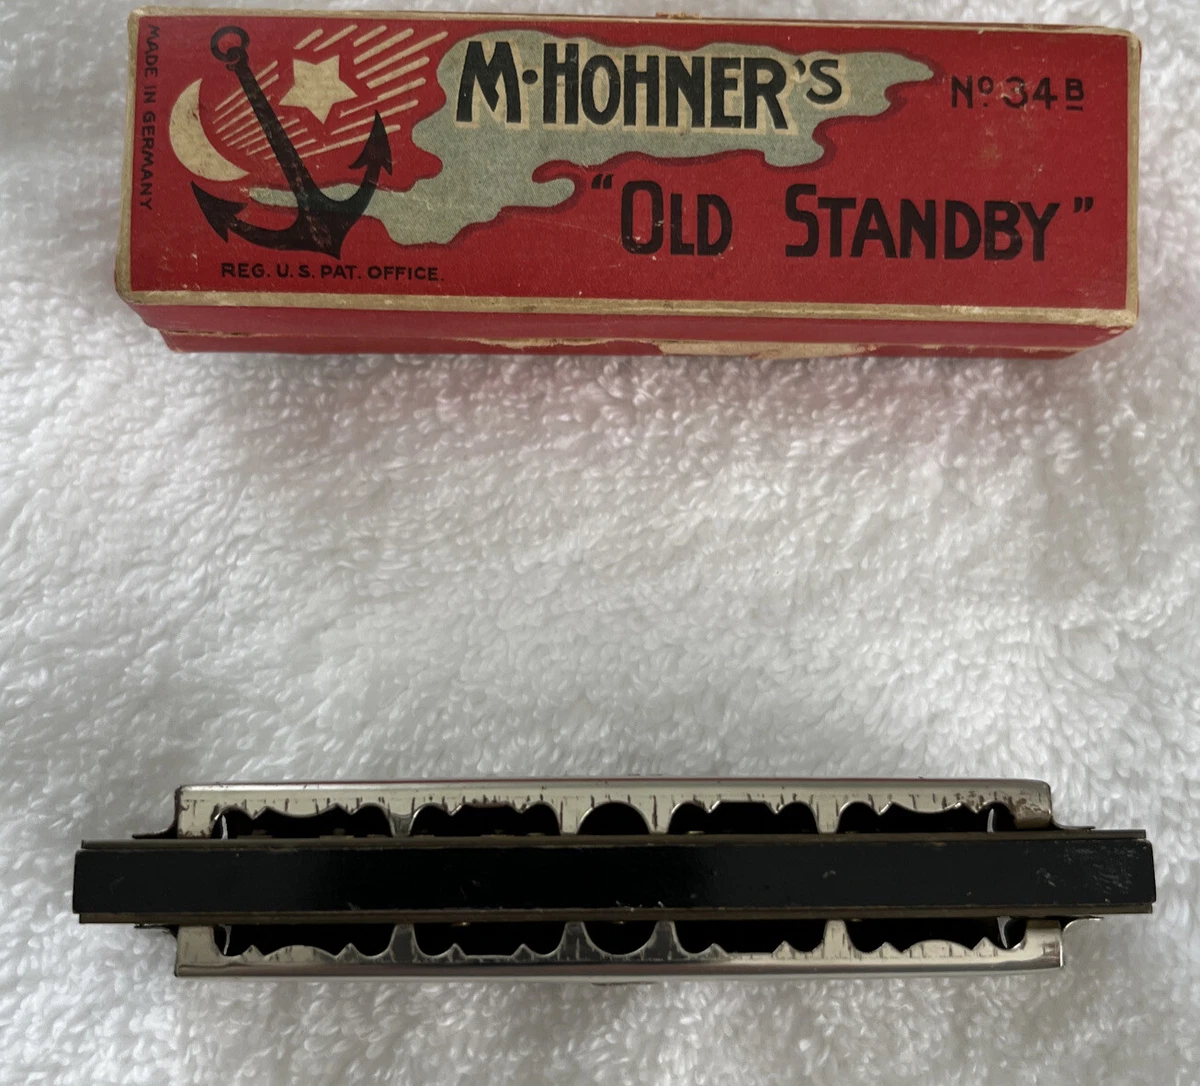 MADE IN GERMANY
M·HOHNER'S
Nº 34B
"OLD STANDBY"
REG. U. S. PAT. OFFICE.